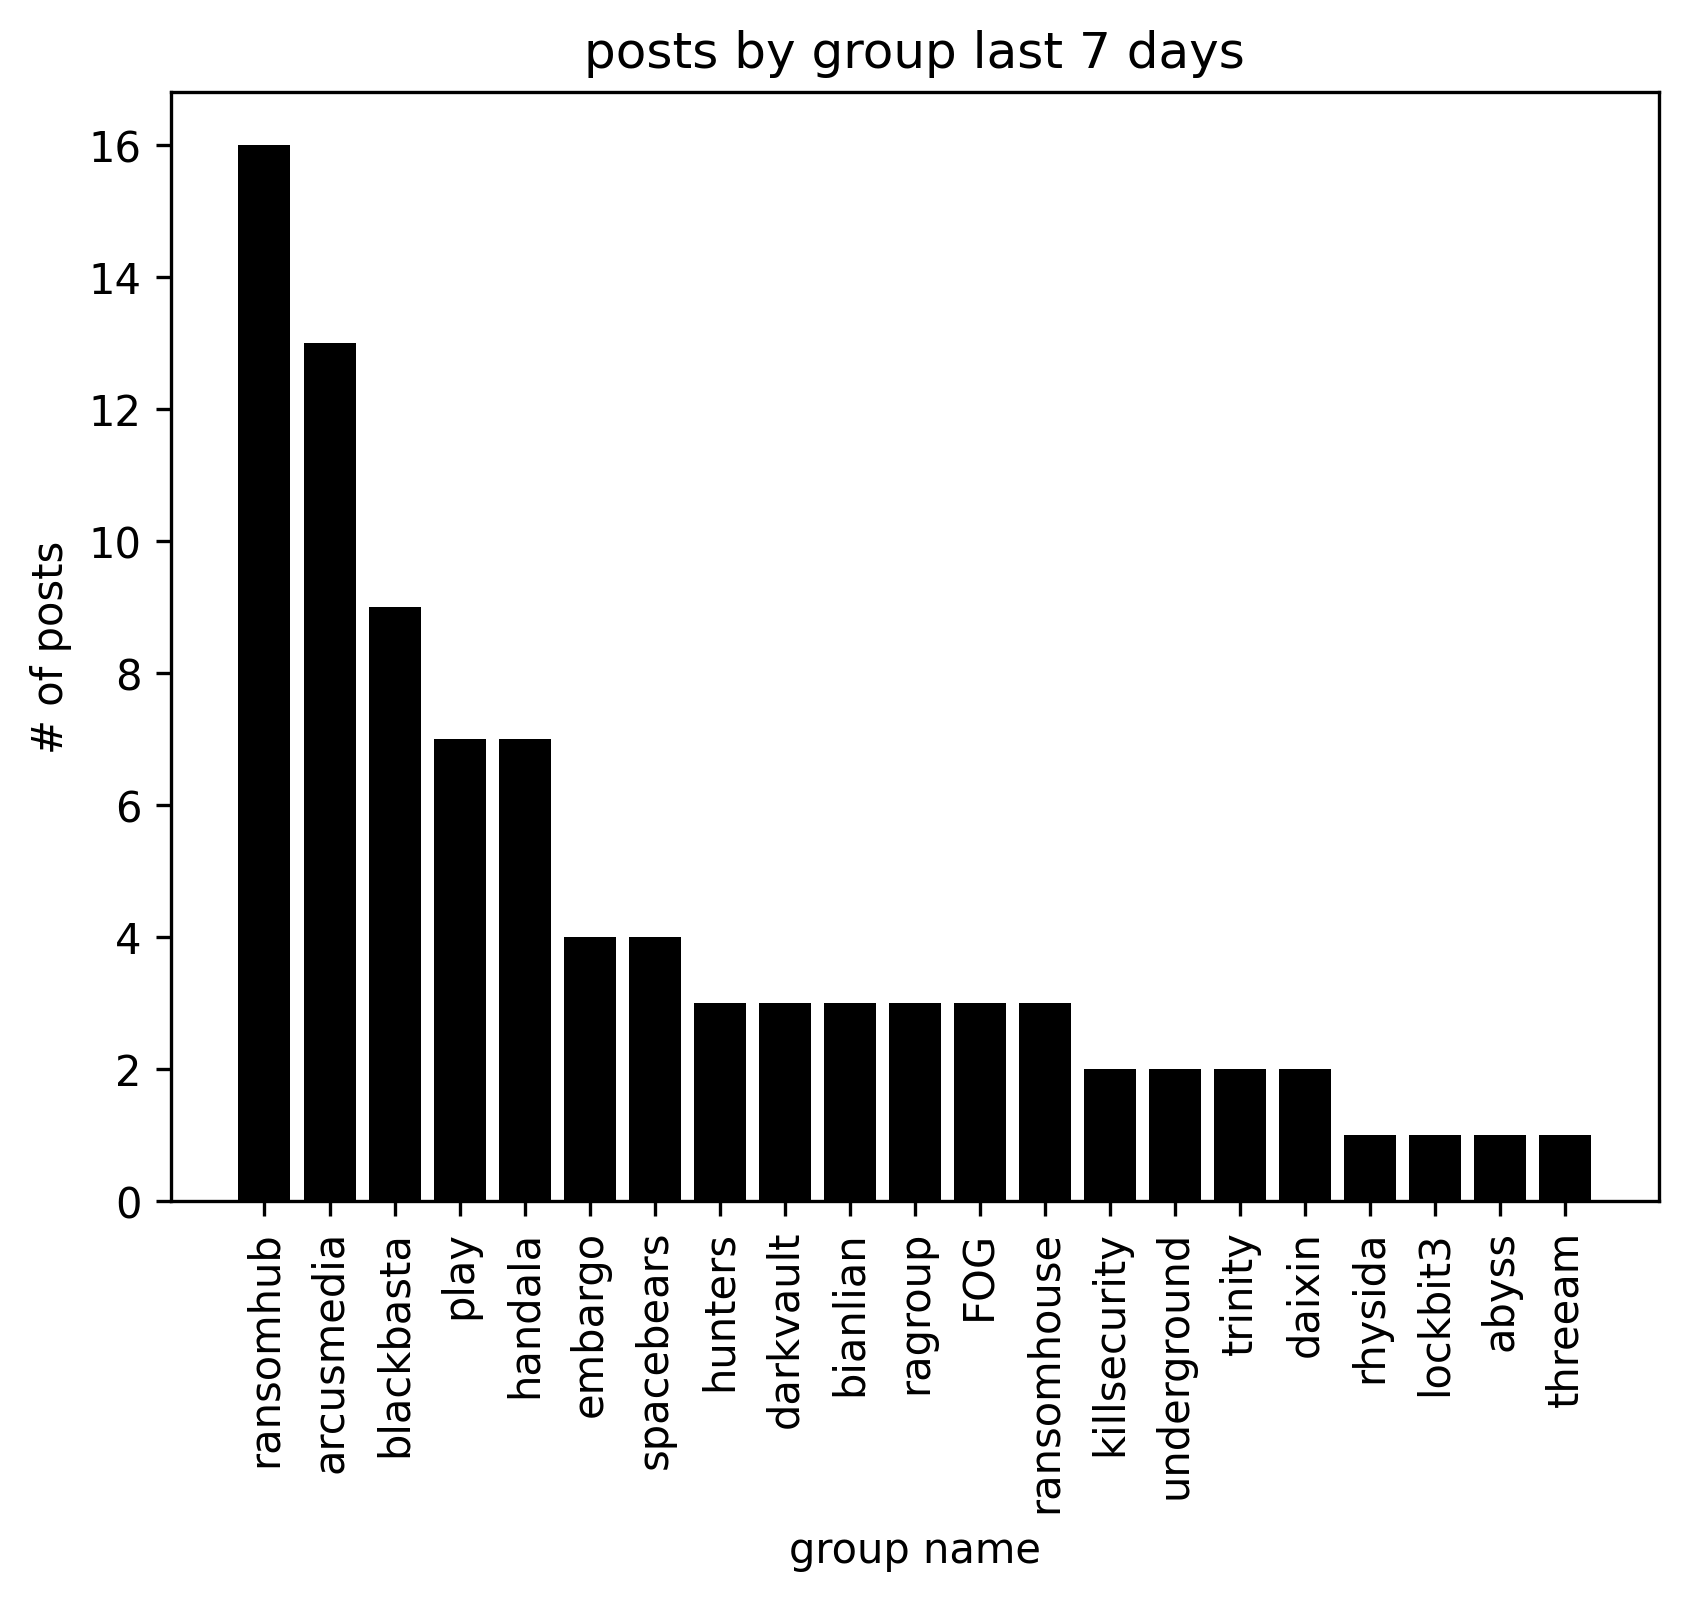 posts by group last 7 days
16
14
12
10
8
6
4
2
0
# of posts
ransomhub
arcusmedia
blackbasta
play
handala
embargo
spacebears
hunters
darkvault
bianlian
ragroup
FOG
ransomhouse
killsecurity
underground
trinity
daixin
rhysida
lockbit3
abyss
threeam
group name